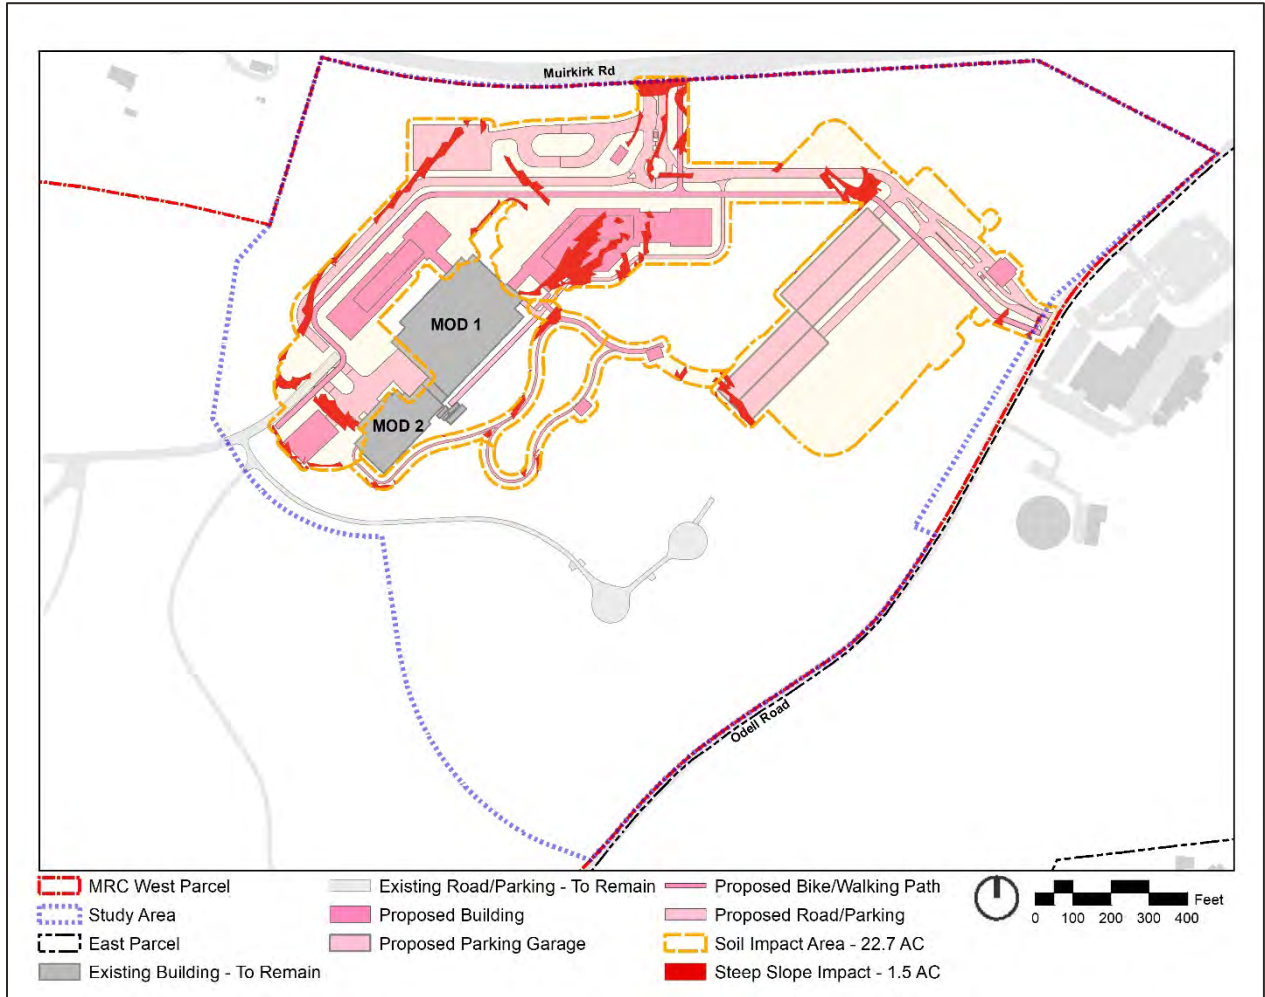 Muirkirk Rd
MOD 1
MOD 2
Odell Road
MRC West Parcel
Study Area
East Parcel
Existing Building - To Remain
Existing Road/Parking - To Remain
Proposed Building
Proposed Parking Garage
Proposed Bike/Walking Path
Proposed Road/Parking
Soil Impact Area - 22.7 AC
Steep Slope Impact - 1.5 AC
Feet
0 100 200 300 400